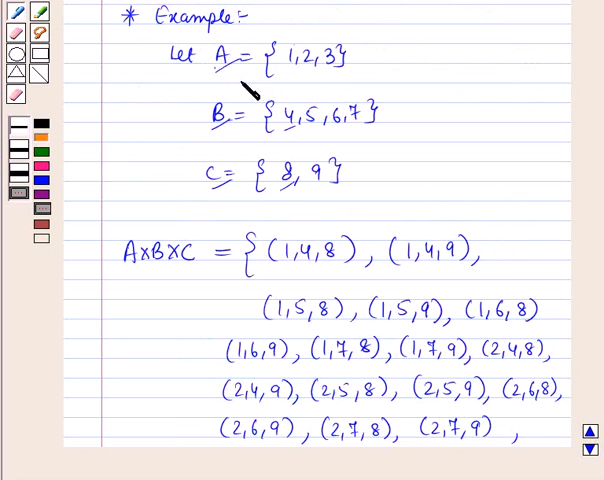 * Example:-
Let A = { 1, 2, 3}
B = { 4, 5, 6, 7 }
C = { 8, 9 }
A×B×C = { (1, 4, 8), (1, 4, 9),
(1, 5, 8), (1, 5, 9), (1, 6, 8)
(1, 6, 9), (1, 7, 8), (1, 7, 9), (2, 4, 8),
(2, 4, 9), (2, 5, 8), (2, 5, 9), (2, 6, 8),
(2, 6, 9), (2, 7, 8), (2, 7, 9),